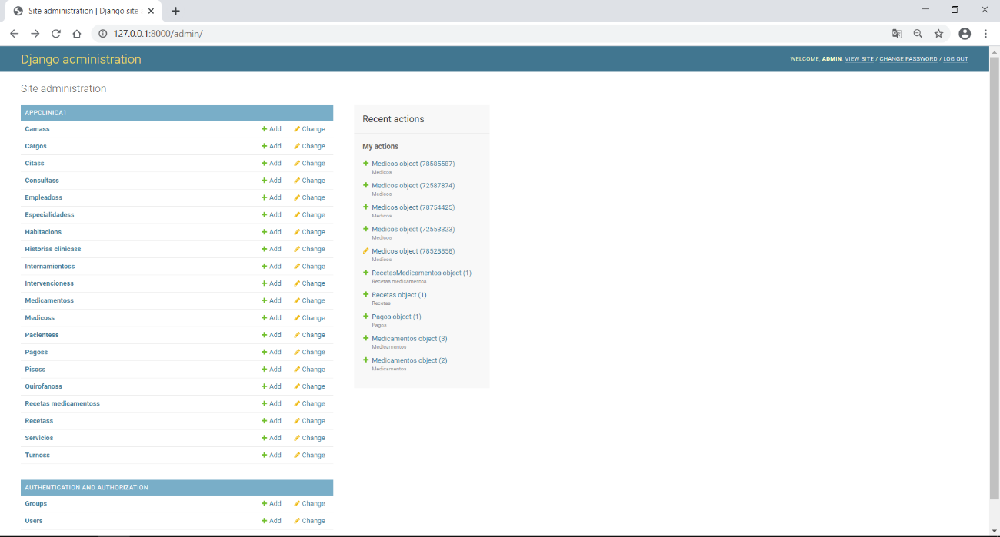 Site administration | Django site
127.0.0.1:8000/admin/
Django administration
WELCOME, ADMIN. VIEW SITE / CHANGE PASSWORD / LOG OUT
Site administration
APPCLINICA1
Camass Add Change
Cargos Add Change
Citass Add Change
Consultass Add Change
Empleadoss Add Change
Especialidadess Add Change
Habitacions Add Change
Historias clinicass Add Change
Internamientoss Add Change
Intervencioness Add Change
Medicamentoss Add Change
Medicoss Add Change
Pacientess Add Change
Pagoss Add Change
Pisoss Add Change
Quirofanoss Add Change
Recetas medicamentoss Add Change
Recetass Add Change
Servicios Add Change
Turnoss Add Change
AUTHENTICATION AND AUTHORIZATION
Groups Add Change
Users Add Change
Recent actions
My actions
Medicos object (78585587)
Medicos
Medicos object (72587874)
Medicos
Medicos object (78754425)
Medicos
Medicos object (72553323)
Medicos
Medicos object (78528858)
Medicos
RecetasMedicamentos object (1)
Recetas medicamentos
Recetas object (1)
Recetas
Pagos object (1)
Pagos
Medicamentos object (3)
Medicamentos
Medicamentos object (2)
Medicamentos